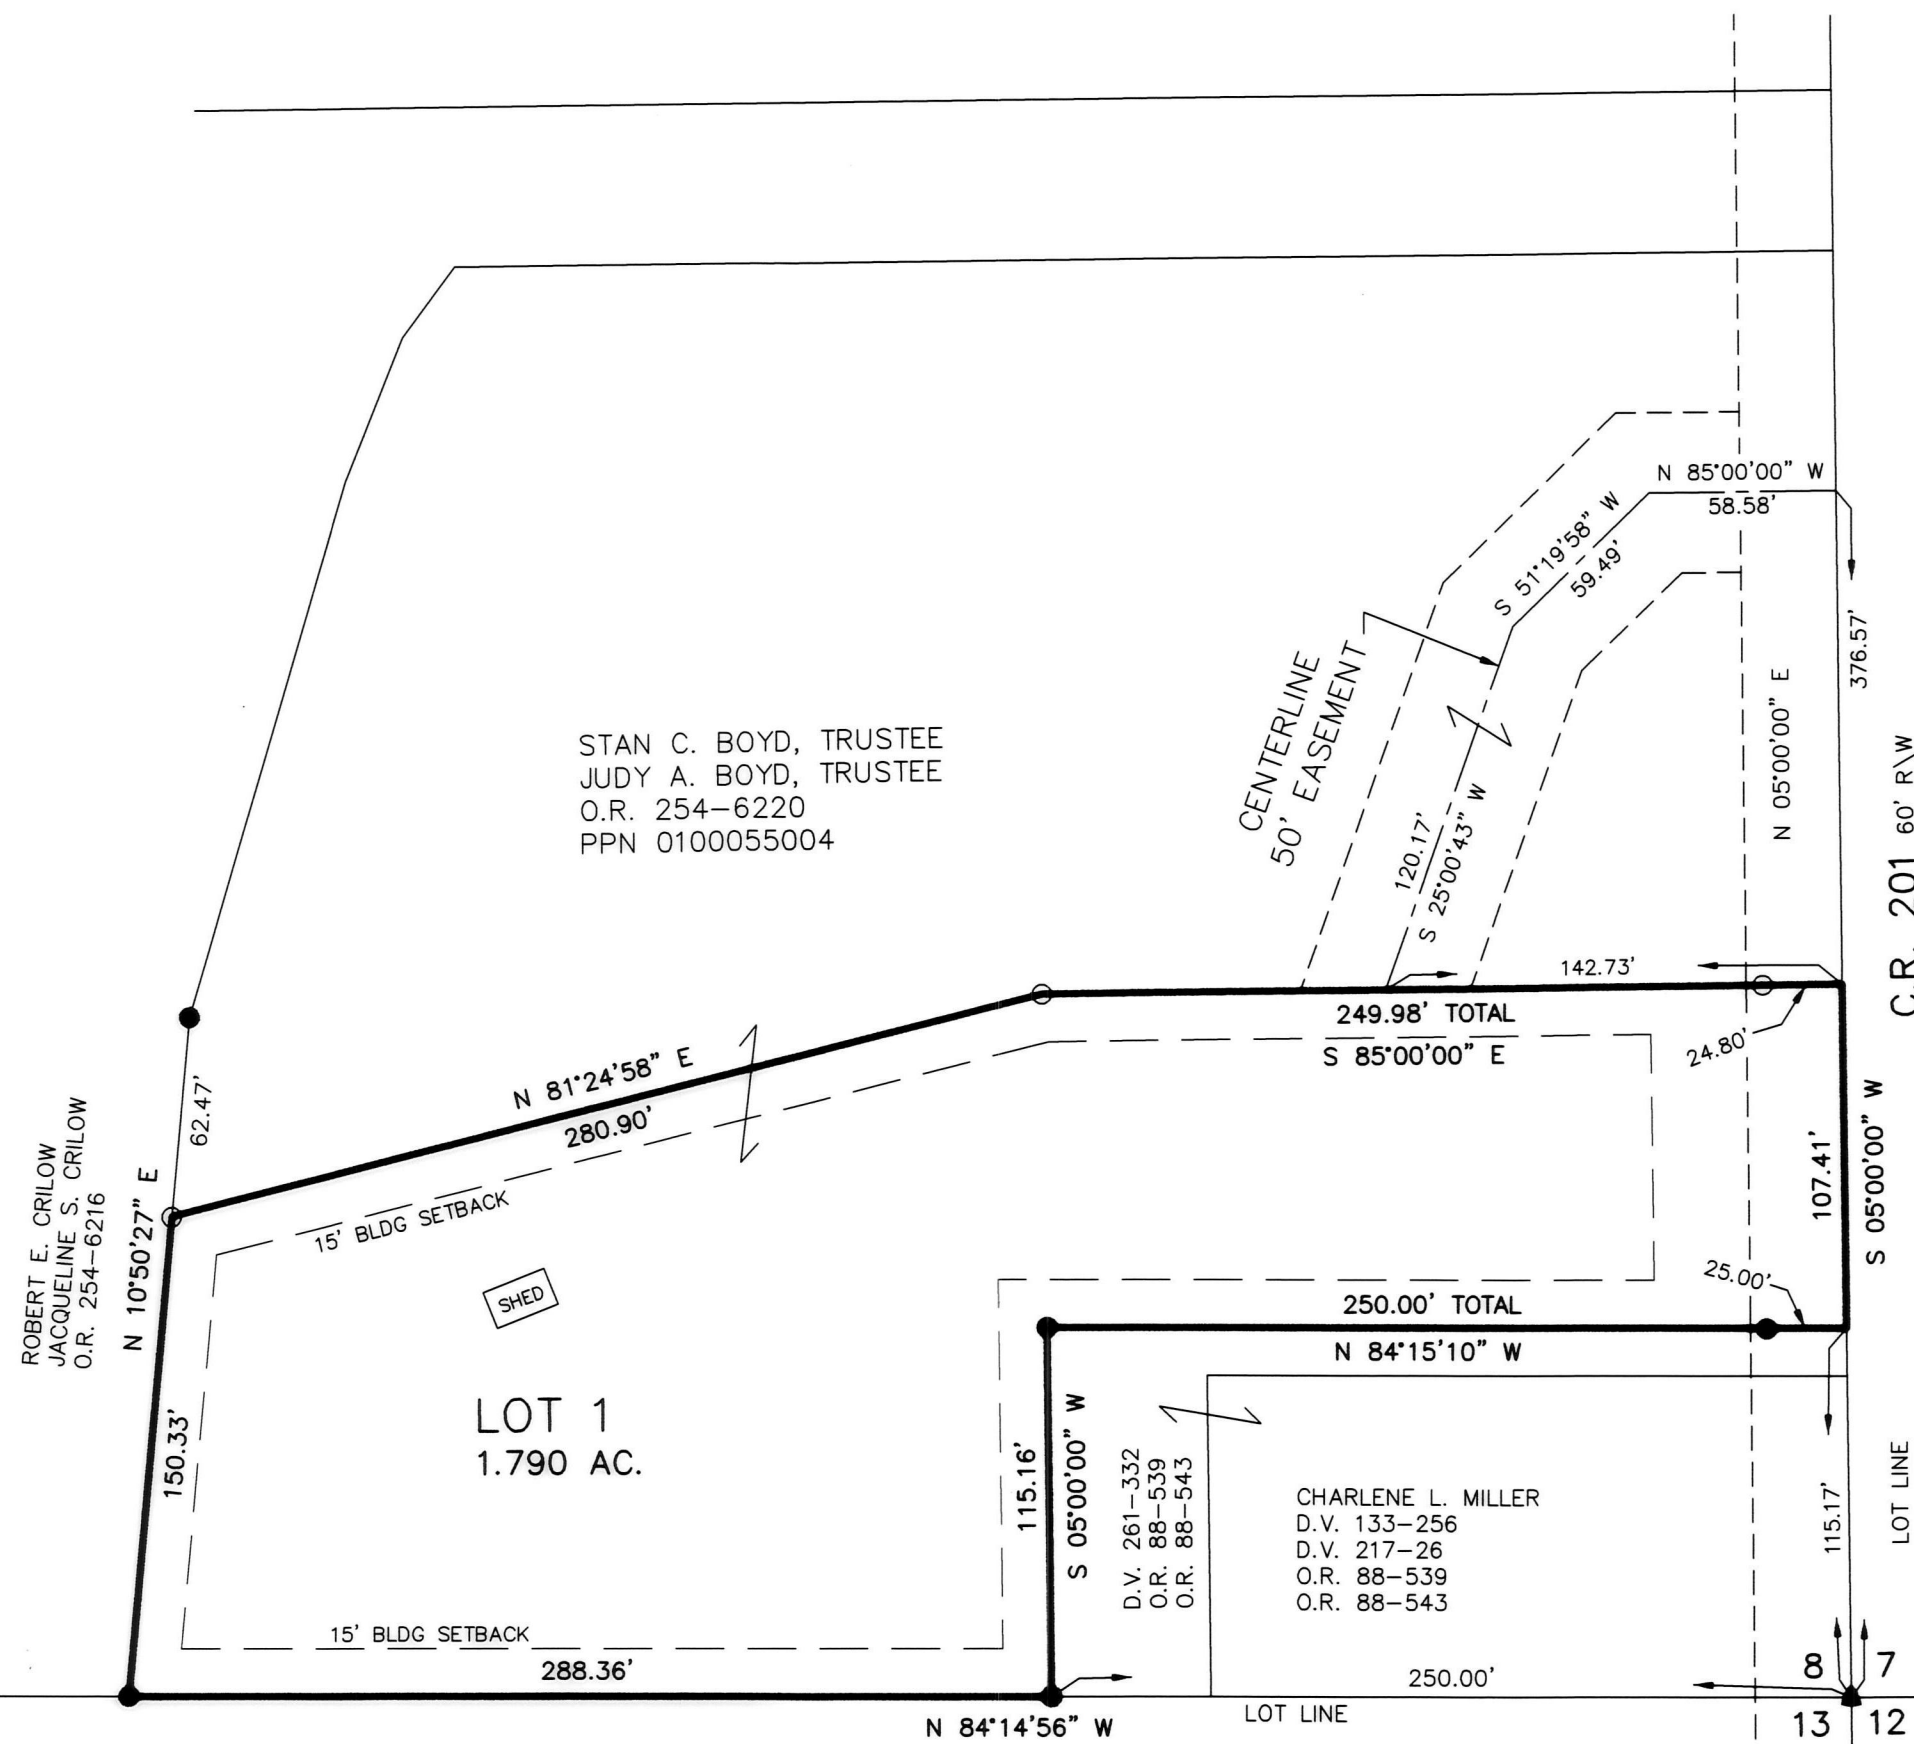 N 85°00'00" W
58.58'
S 51°19'58" W
59.49'
376.57'
CENTERLINE
50' EASEMENT
N 05°00'00" E
STAN C. BOYD, TRUSTEE
JUDY A. BOYD, TRUSTEE
O.R. 254-6220
PPN 0100055004
120.17'
S 25°00'43" W
C.R. 201 60' R\W
142.73'
249.98' TOTAL
S 85°00'00" E
24.80'
N 81°24'58" E
280.90'
62.47'
ROBERT E. CRILOW
JACQUELINE S. CRILOW
O.R. 254-6216
N 10°50'27" E
15' BLDG SETBACK
SHED
107.41'
S 05°00'00" W
25.00'
250.00' TOTAL
N 84°15'10" W
LOT 1
1.790 AC.
150.33'
115.16'
S 05°00'00" W
D.V. 261-332
O.R. 88-539
O.R. 88-543
CHARLENE L. MILLER
D.V. 133-256
D.V. 217-26
O.R. 88-539
O.R. 88-543
115.17'
LOT LINE
15' BLDG SETBACK
288.36'
250.00'
8 7
N 84°14'56" W
LOT LINE
13 12